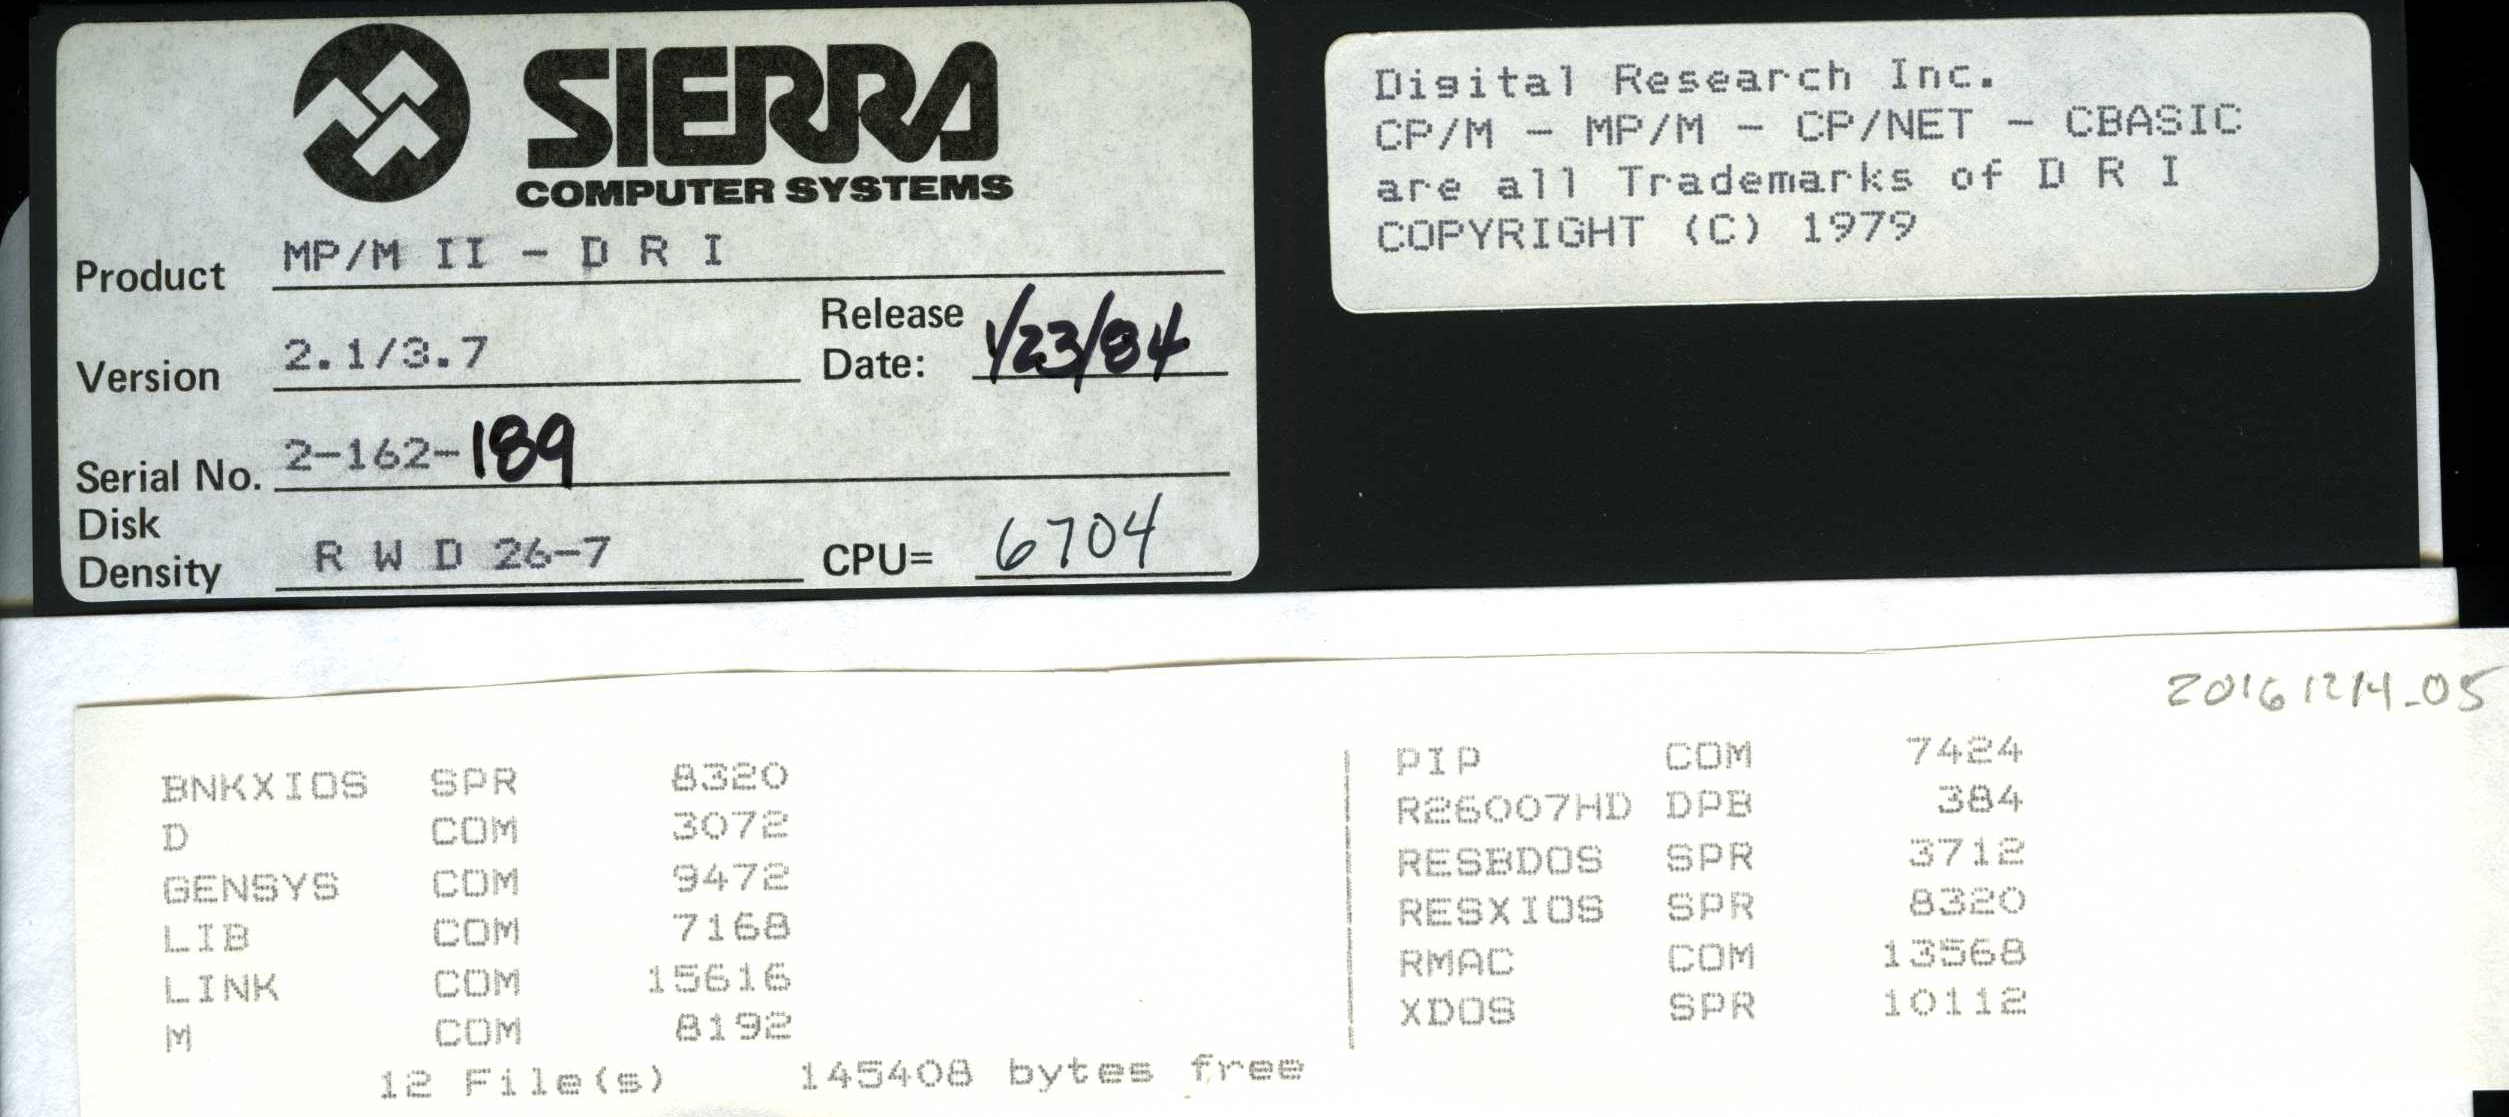 SIERRA
COMPUTER SYSTEMS
Product MP/M II - D R I
Version 2.1/3.7 Release Date: 1/23/84
Serial No. 2-162-189
Disk Density R W D 26-7 CPU= 6704
Digital Research Inc.
CP/M - MP/M - CP/NET - CBASIC
are all Trademarks of D R I
COPYRIGHT (C) 1979
20161214_05
BNKXIOS SPR 8320
D COM 3072
GENSYS COM 9472
LIB COM 7168
LINK COM 15616
M COM 8192
PIP COM 7424
R26007HD DPB 384
RESBDOS SPR 3712
RESXIOS SPR 8320
RMAC COM 13568
XDOS SPR 10112
12 File(s) 145408 bytes free